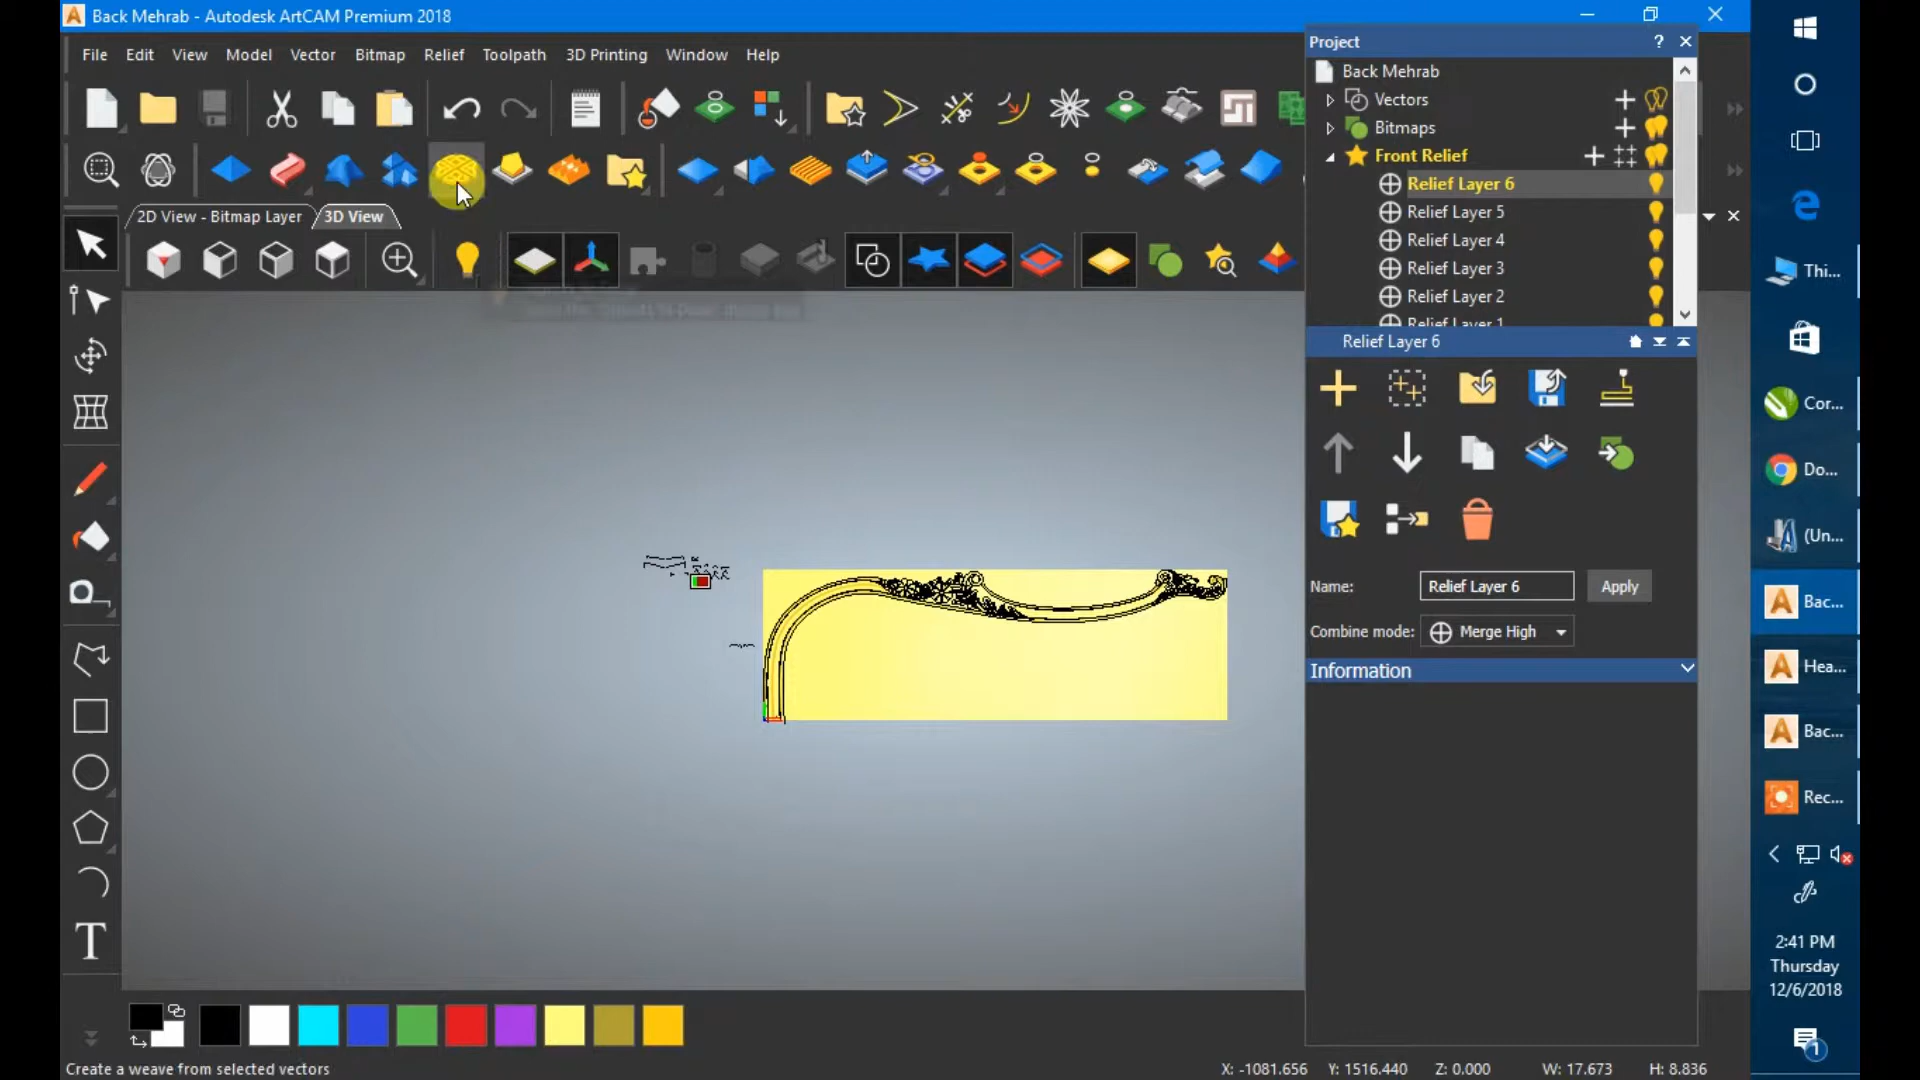 Back Mehrab - Autodesk ArtCAM Premium 2018
File Edit View Model Vector Bitmap Relief Toolpath 3D Printing Window Help
2D View - Bitmap Layer 3D View
Project
?
Back Mehrab
Vectors
Bitmaps
Front Relief
Relief Layer 6
Relief Layer 5
Relief Layer 4
Relief Layer 3
Relief Layer 2
Relief Layer 1
Relief Layer 6
Name: Relief Layer 6 Apply
Combine mode: Merge High
Information
T
Create a weave from selected vectors
X: -1081.656 Y: 1516.440 Z: 0.000 W: 17.673 H: 8.836
Thi...
Cor...
Do...
(Un...
Bac...
Hea...
Bac...
Rec...
2:41 PM
Thursday
12/6/2018
1